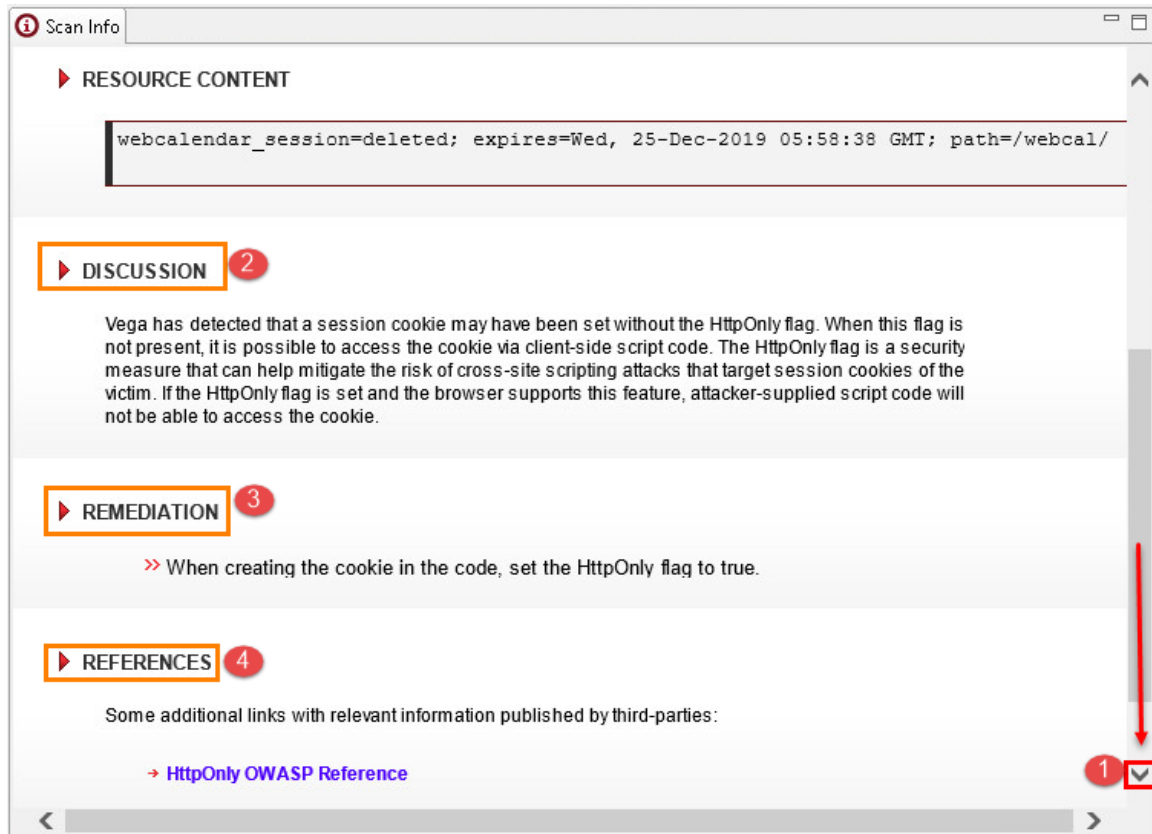 Scan Info
RESOURCE CONTENT
webcalendar_session=deleted; expires=Wed, 25-Dec-2019 05:58:38 GMT; path=/webcal/
DISCUSSION 2
Vega has detected that a session cookie may have been set without the HttpOnly flag. When this flag is
not present, it is possible to access the cookie via client-side script code. The HttpOnly flag is a security
measure that can help mitigate the risk of cross-site scripting attacks that target session cookies of the
victim. If the HttpOnly flag is set and the browser supports this feature, attacker-supplied script code will
not be able to access the cookie.
REMEDIATION 3
>> When creating the cookie in the code, set the HttpOnly flag to true.
REFERENCES 4
Some additional links with relevant information published by third-parties:
→ HttpOnly OWASP Reference
1